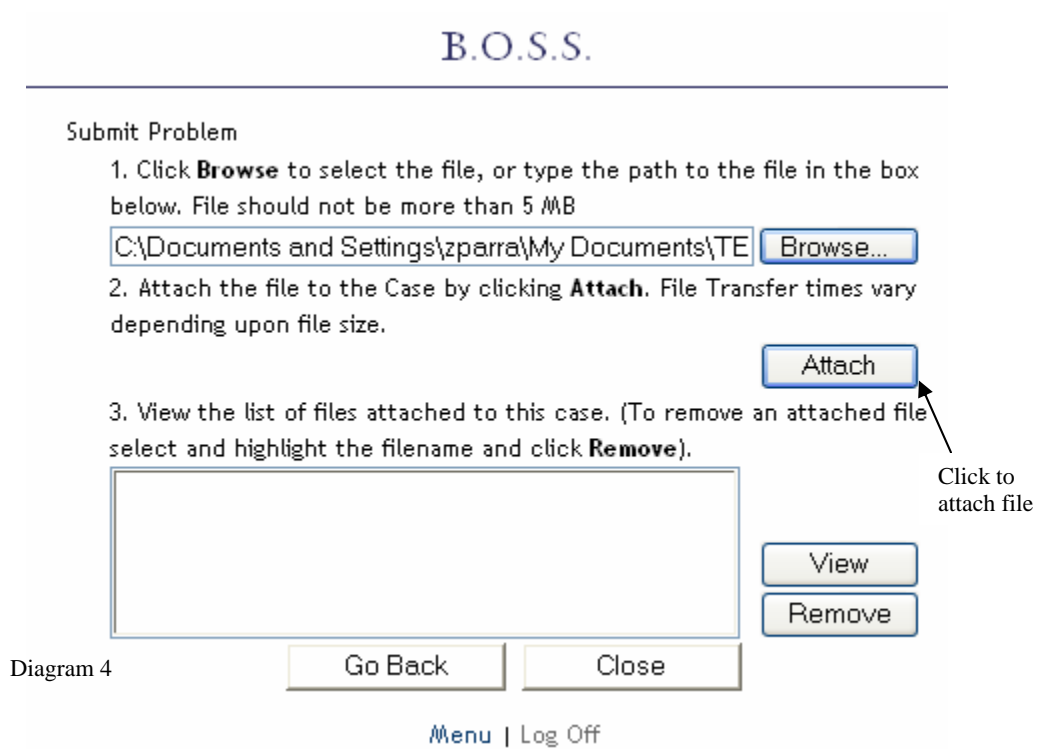 B.O.S.S.
Submit Problem
1. Click Browse to select the file, or type the path to the file in the box
below. File should not be more than 5 MB
C:\Documents and Settings\zparra\My Documents\TE
Browse...
2. Attach the file to the Case by clicking Attach. File Transfer times vary
depending upon file size.
Attach
3. View the list of files attached to this case. (To remove an attached file
select and highlight the filename and click Remove).
Click to
attach file
View
Remove
Diagram 4
Go Back
Close
Menu | Log Off